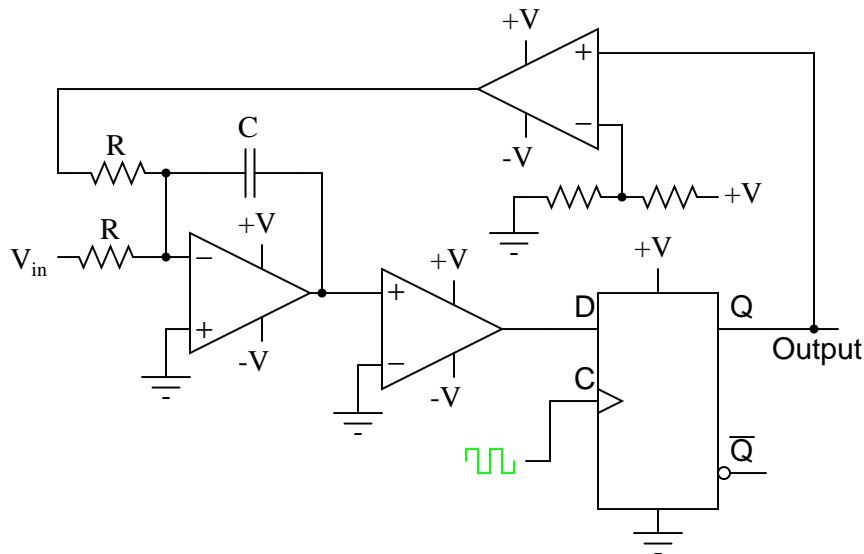 +V
+
−
-V
R
C
+V
R
+V
+V
V_in
−
+V
+
+
D
Q
-V
−
Output
-V
C
Q̅